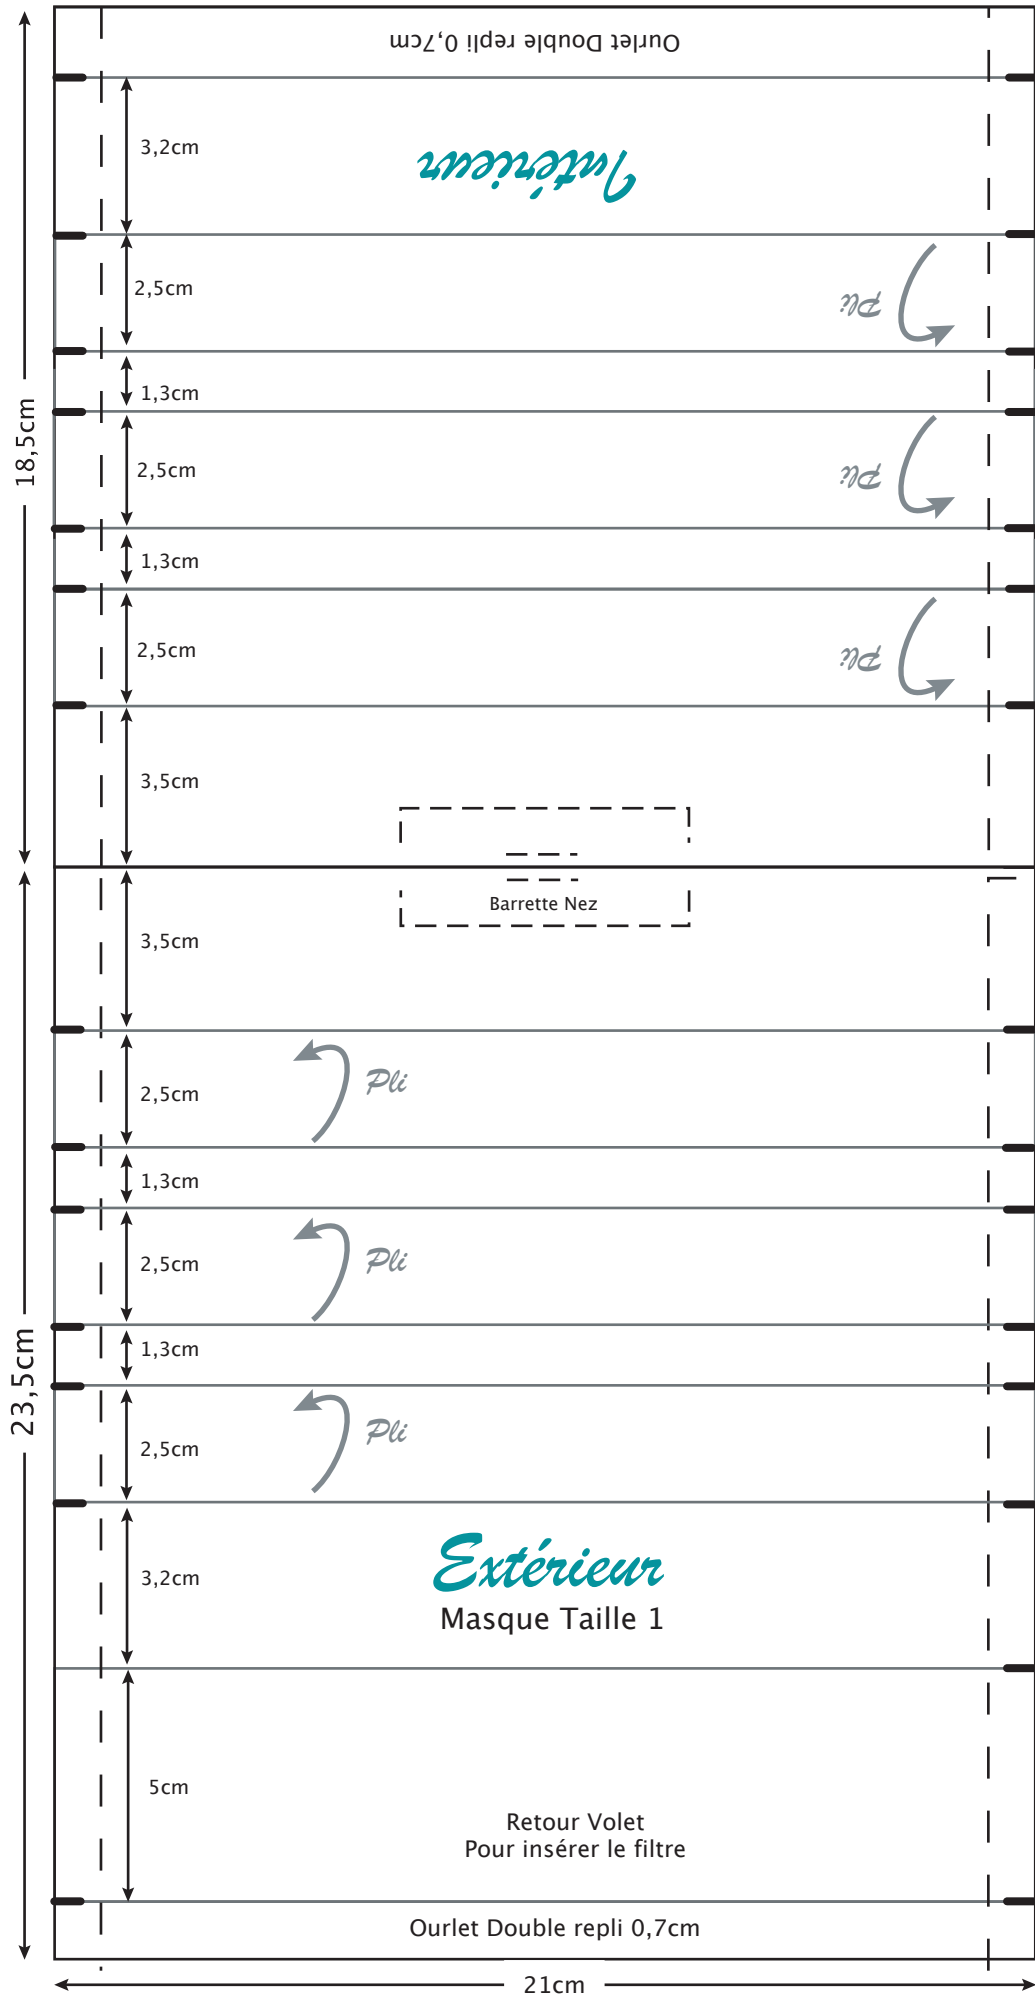 Ourlet Double repli 0,7cm
3,2cm
Intérieur
2,5cm
Pli
1,3cm
18,5cm
2,5cm
Pli
1,3cm
2,5cm
Pli
3,5cm
Barrette Nez
3,5cm
2,5cm
Pli
1,3cm
2,5cm
Pli
1,3cm
23,5cm
2,5cm
Pli
Extérieur
3,2cm
Masque Taille 1
5cm
Retour Volet
Pour insérer le filtre
Ourlet Double repli 0,7cm
21cm